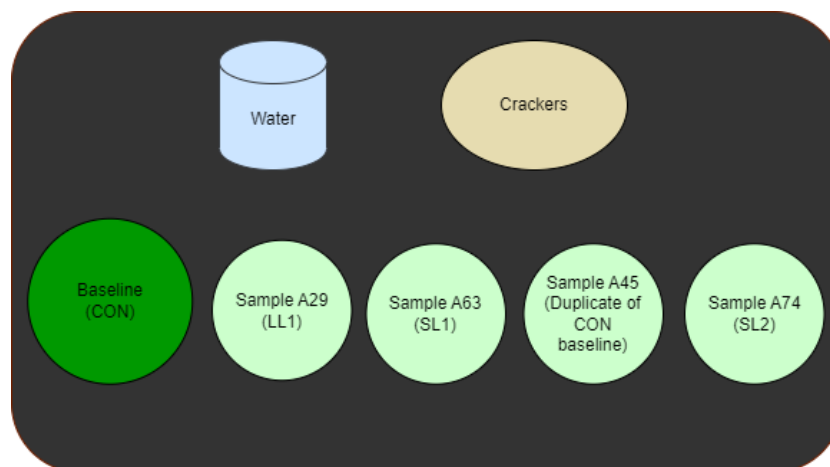 Water
Crackers
Baseline
(CON)
Sample A29
(LL1)
Sample A63
(SL1)
Sample A45
(Duplicate of
CON
baseline)
Sample A74
(SL2)